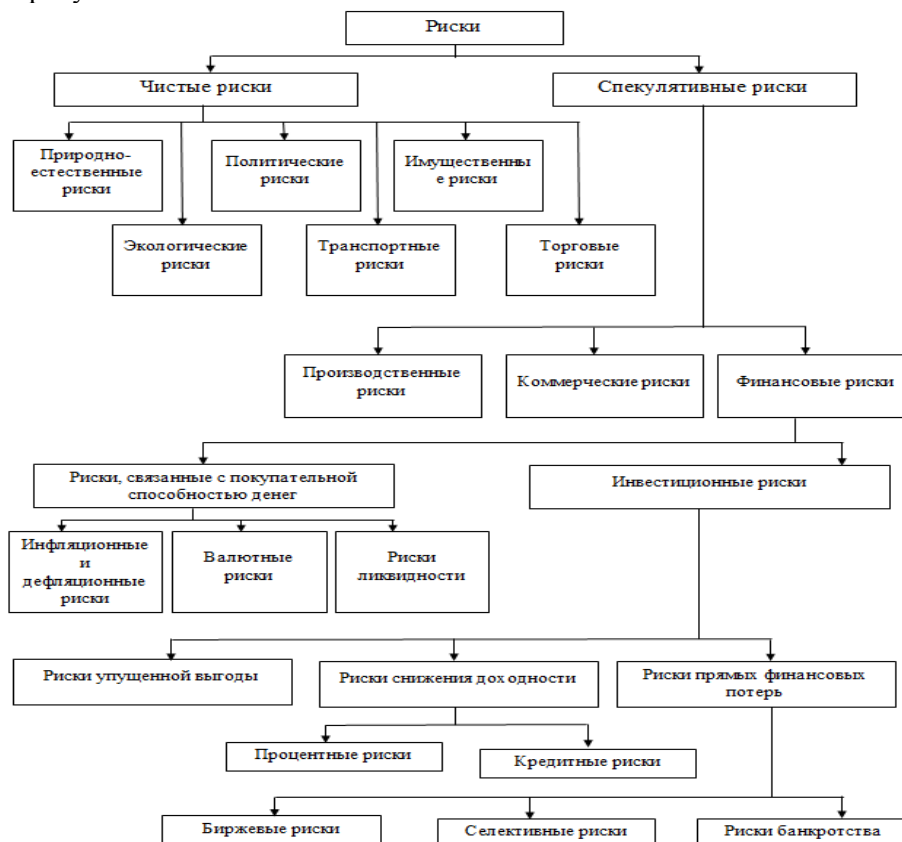 Риски
Чистые риски
Спекулятивные риски
Природно-
естественные
риски
Политические
риски
Имущественны
е риски
Экологические
риски
Транспортные
риски
Торговые
риски
Производственные
риски
Коммерческие риски
Финансовые риски
Риски, связанные с покупательной
способностью денег
Инвестиционные риски
Инфляционные
и
дефляционные
риски
Валютные
риски
Риски
ликвидности
Риски упущенной выгоды
Риски снижения доходности
Риски прямых финансовых
потерь
Процентные риски
Кредитные риски
Биржевые риски
Селективные риски
Риски банкротства